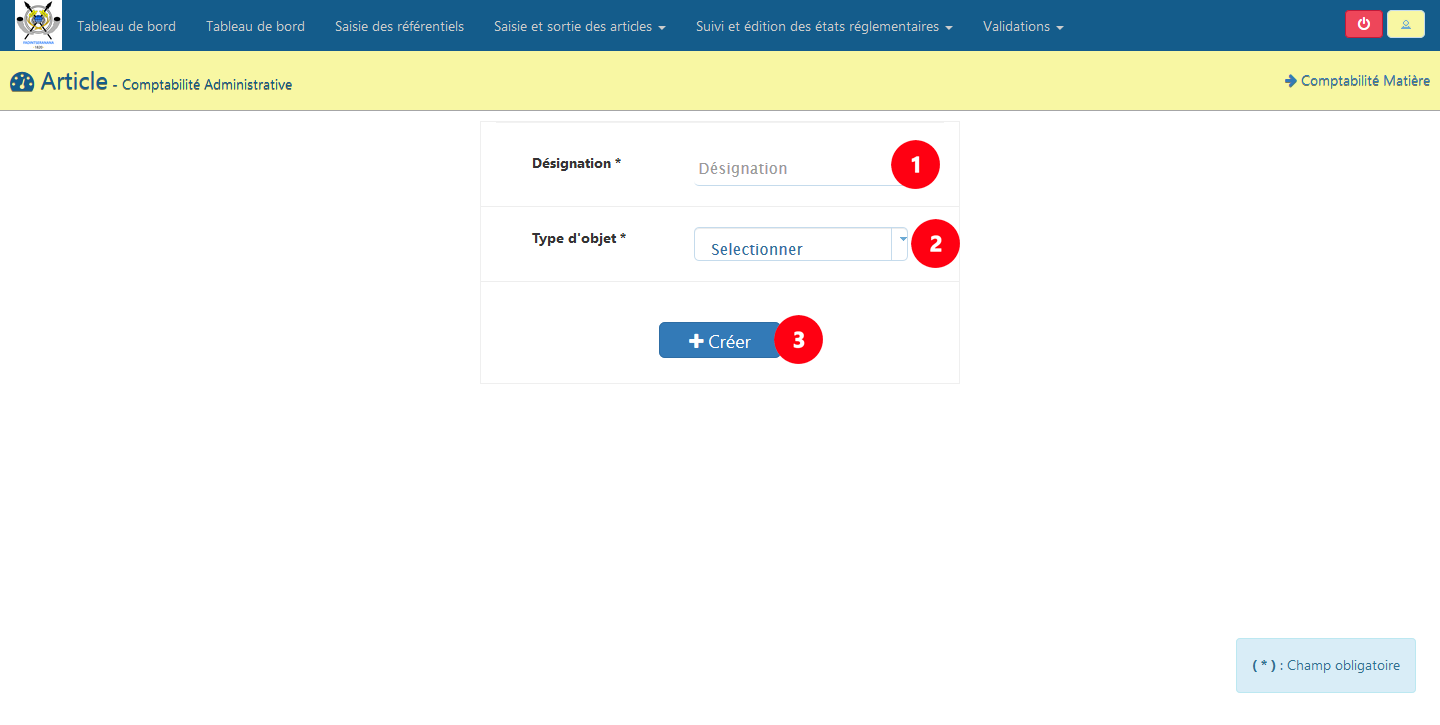 Tableau de bord Tableau de bord Saisie des référentiels Saisie et sortie des articles Suivi et édition des états réglementaires Validations
Article - Comptabilité Administrative
Comptabilité Matière
Désignation * Désignation 1
Type d'objet * Selectionner 2
Créer 3
( * ) : Champ obligatoire